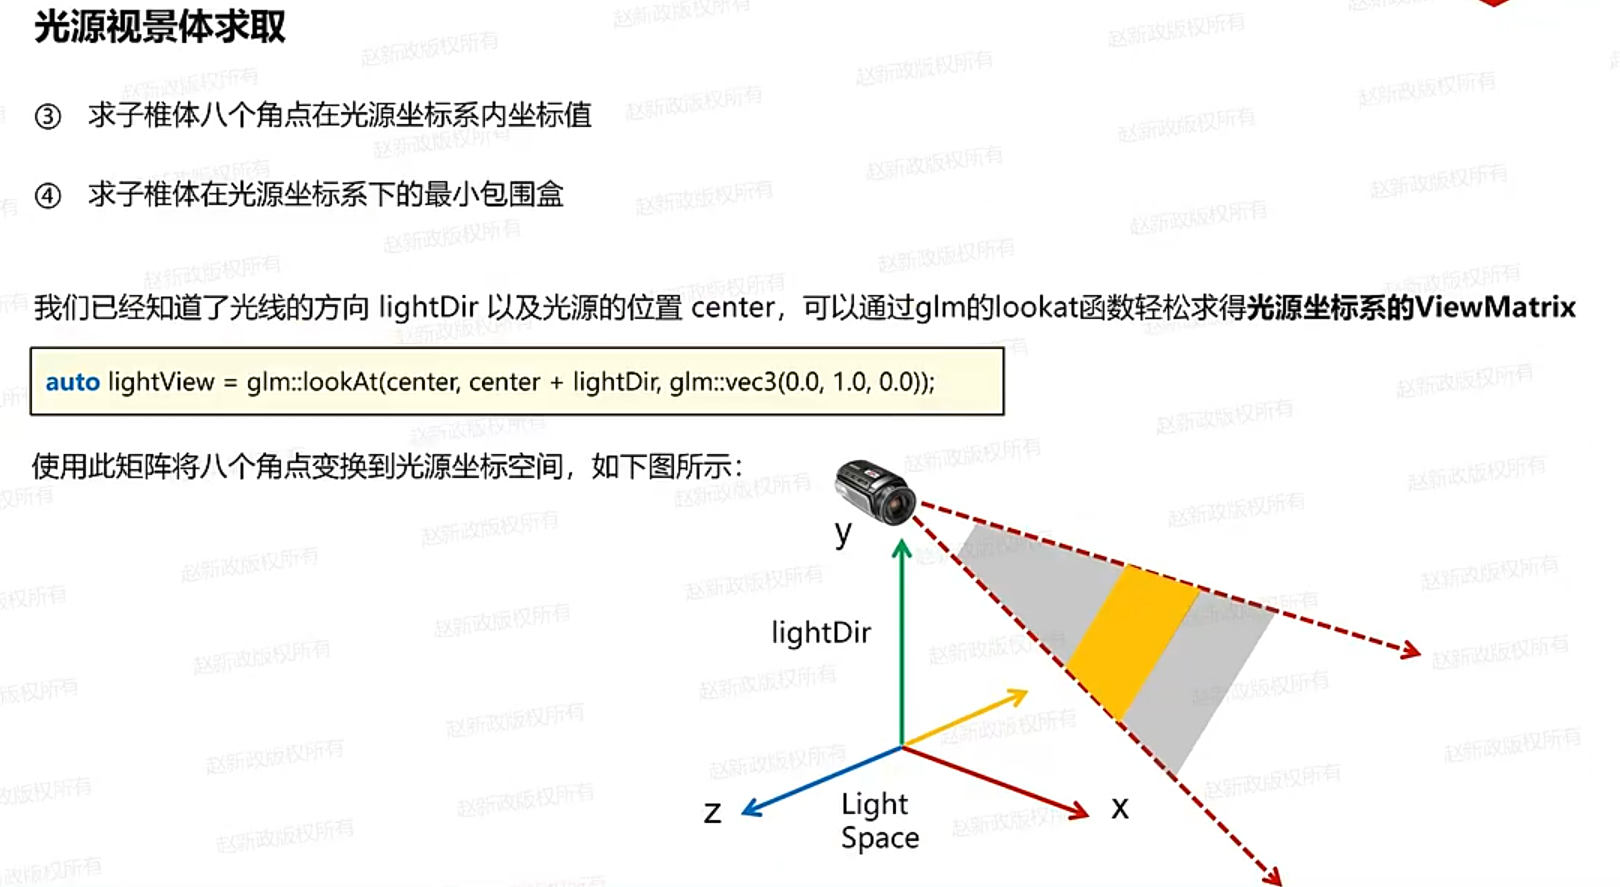 光源视景体求取
③ 求子椎体八个角点在光源坐标系内坐标值
④ 求子椎体在光源坐标系下的最小包围盒
我们已经知道了光线的方向 lightDir 以及光源的位置 center，可以通过glm的lookat函数轻松求得光源坐标系的ViewMatrix
auto lightView = glm::lookAt(center, center + lightDir, glm::vec3(0.0, 1.0, 0.0));
使用此矩阵将八个角点变换到光源坐标空间，如下图所示：
y
lightDir
z
Light
Space
x
赵新政版权所有